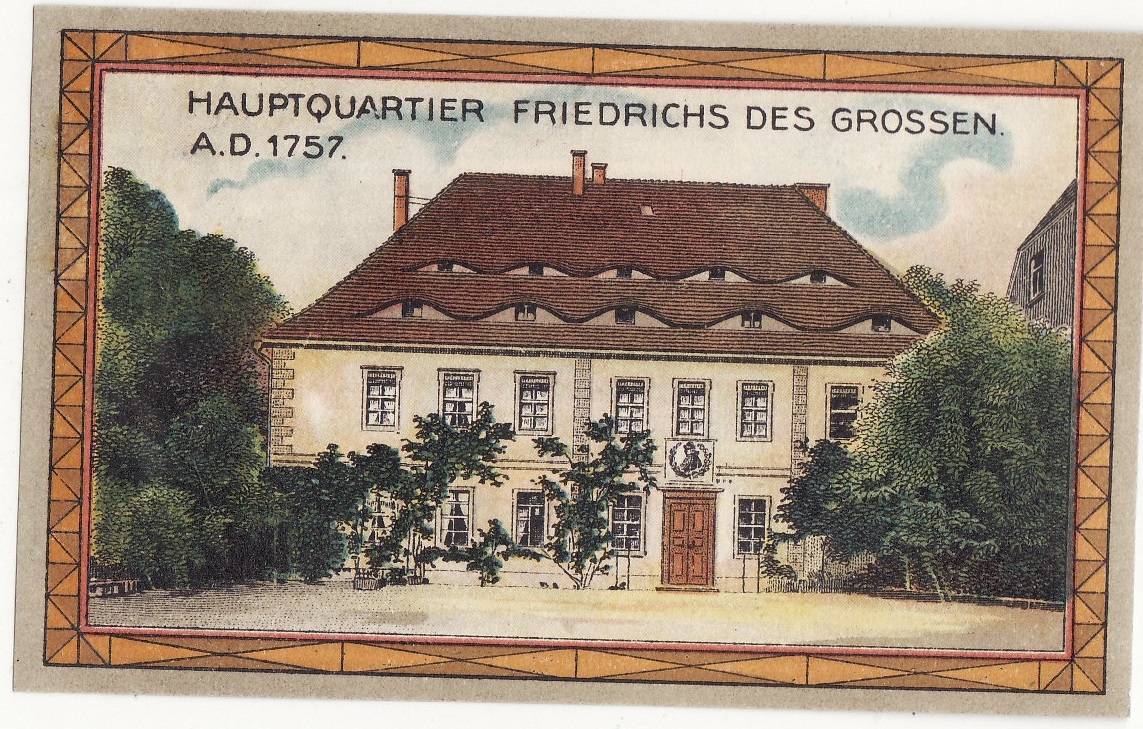 HAUPTQUARTIER FRIEDRICHS DES GROSSEN.
A.D. 1757.